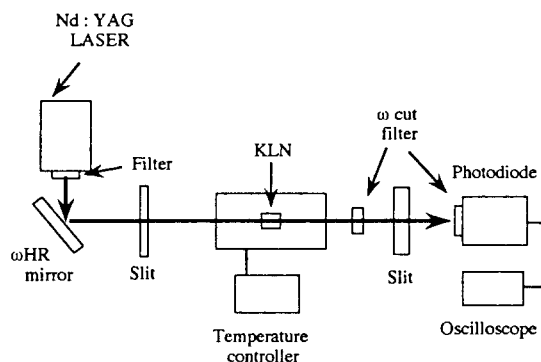 Nd : YAG
LASER
ω cut
filter
KLN
Filter
Photodiode
ωHR
mirror
Slit
Slit
Temperature
controller
Oscilloscope